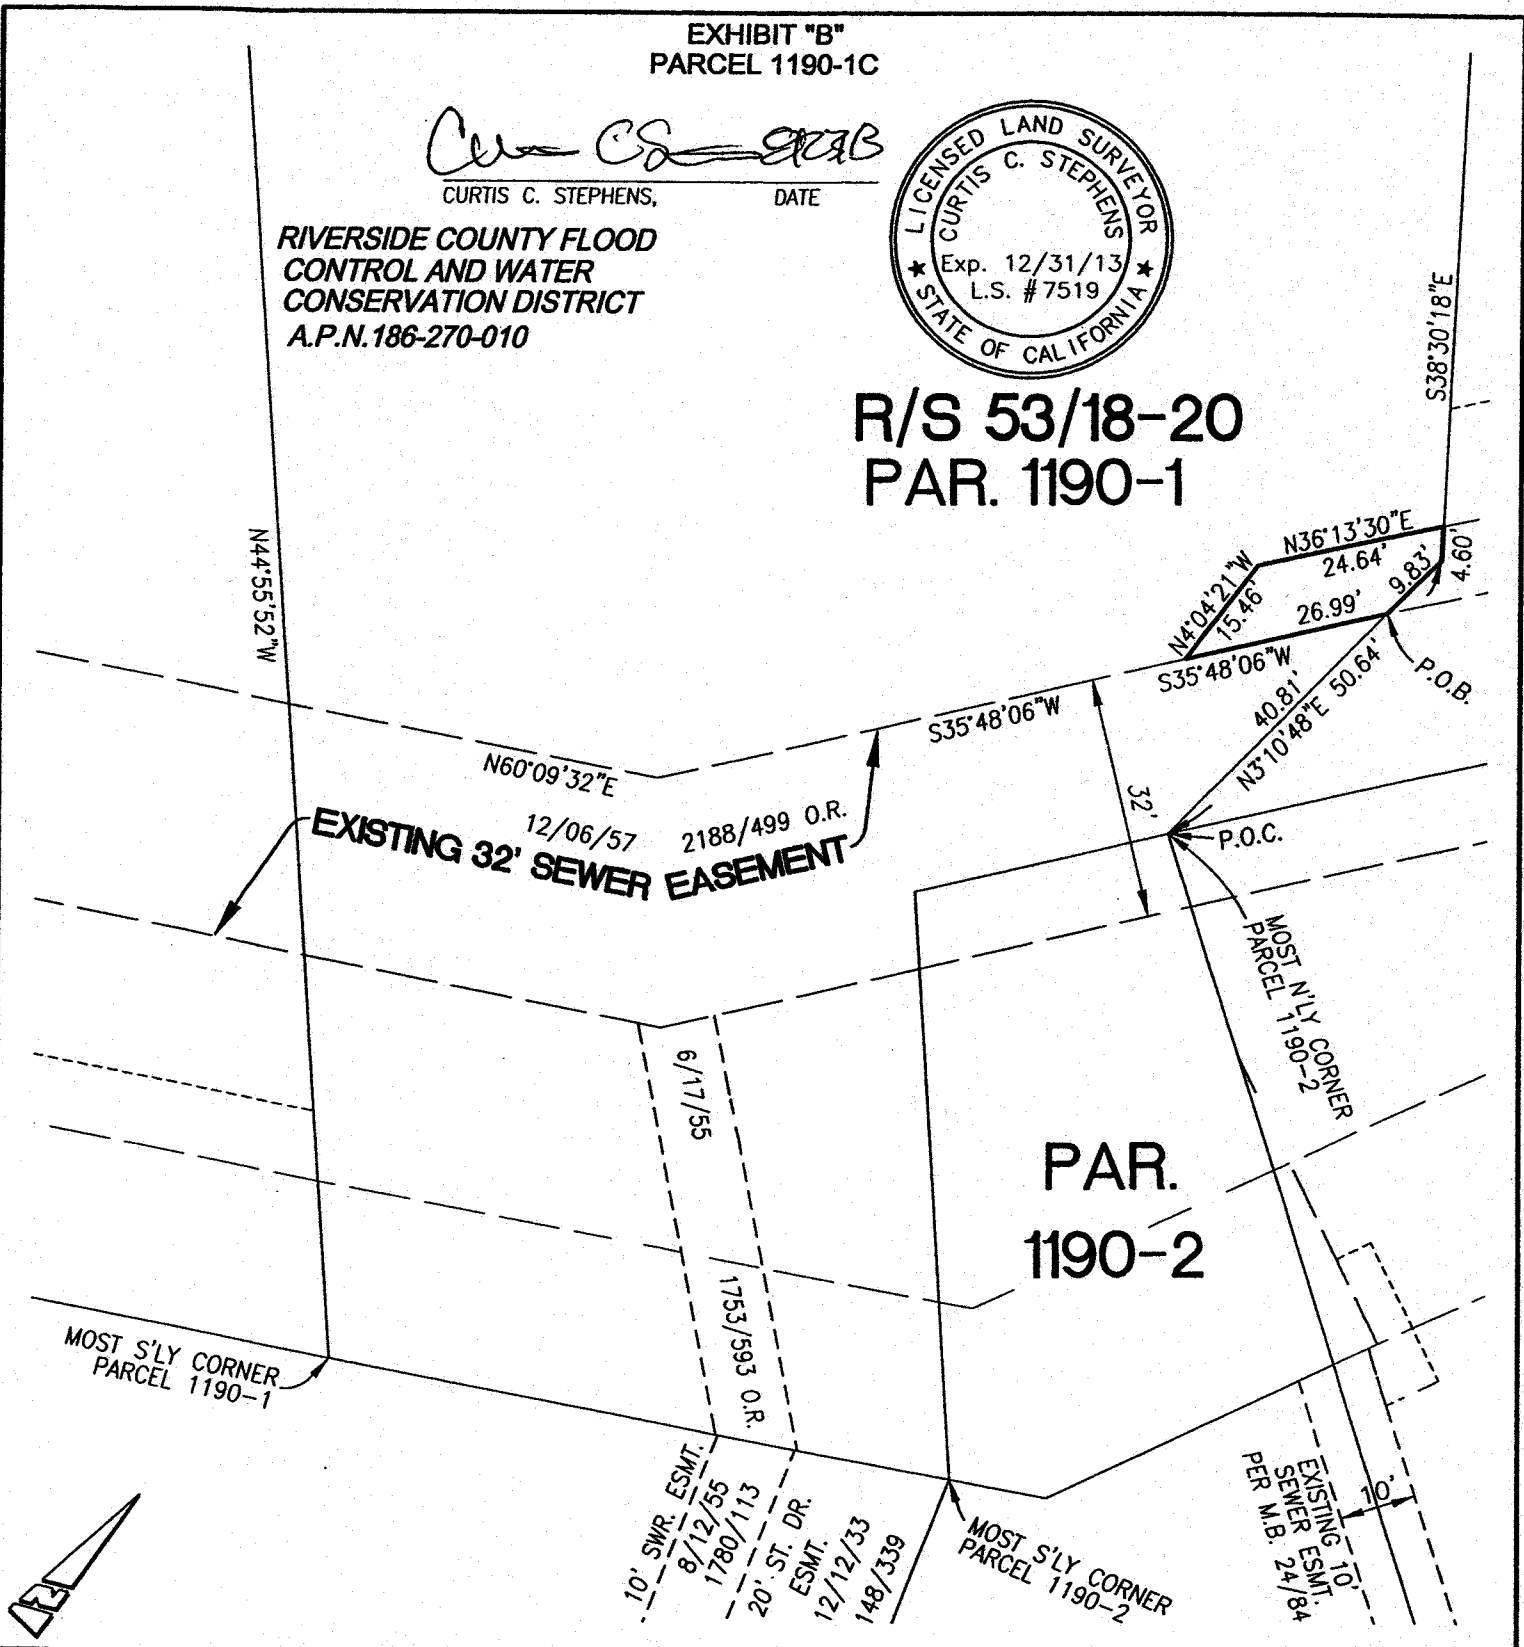 EXHIBIT "B"
PARCEL 1190-1C
CURTIS C. STEPHENS,
DATE
RIVERSIDE COUNTY FLOOD
CONTROL AND WATER
CONSERVATION DISTRICT
A.P.N.186-270-010
LICENSED LAND SURVEYOR
CURTIS C. STEPHENS
Exp. 12/31/13
L.S. #7519
★ STATE OF CALIFORNIA ★
R/S 53/18-20
PAR. 1190-1
S38°30'18"E
N44°55'52"W
N36°13'30"E
24.64'
N4°04'21"W
15.46'
9.83'
4.60'
26.99'
S35°48'06"W
P.O.B.
40.81'
N3°10'48"E 50.64'
S35°48'06"W
32'
N60°09'32"E
12/06/57
2188/499 O.R.
EXISTING 32' SEWER EASEMENT
P.O.C.
MOST N'LY CORNER
PARCEL 1190-2
6/17/55
1753/593 O.R.
PAR.
1190-2
MOST S'LY CORNER
PARCEL 1190-1
10' SWR. ESMT.
8/12/55
1780/113
20' ST. DR.
ESMT.
12/12/33
148/339
MOST S'LY CORNER
PARCEL 1190-2
EXISTING 10'
SEWER ESMT.
PER M.B. 24/84
10'
N